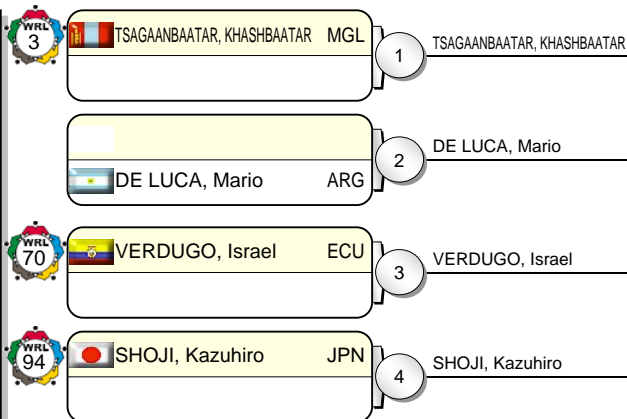 WRL
3
TSAGAANBAATAR, KHASHBAATAR MGL
1
TSAGAANBAATAR, KHASHBAATAR
2
DE LUCA, Mario
DE LUCA, Mario ARG
WRL
70
VERDUGO, Israel ECU
3
VERDUGO, Israel
WRL
94
SHOJI, Kazuhiro JPN
4
SHOJI, Kazuhiro